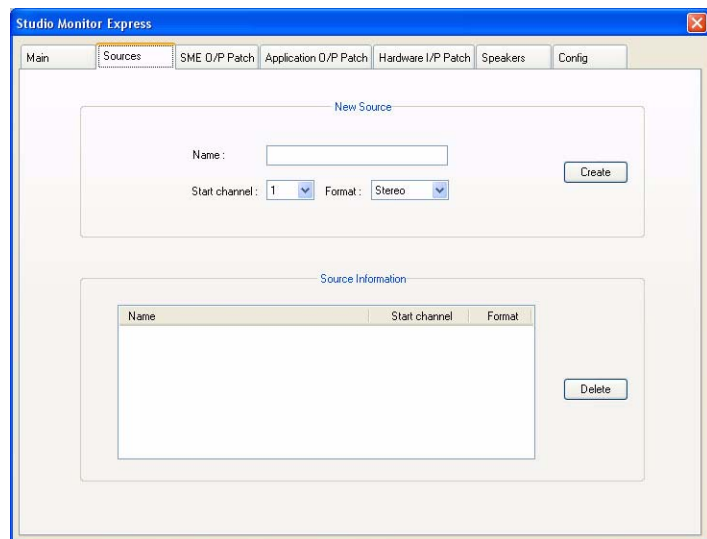 Studio Monitor Express
Main Sources SME O/P Patch Application O/P Patch Hardware I/P Patch Speakers Config
New Source
Name :
Create
Start channel : 1 Format : Stereo
Source Information
Name Start channel Format
Delete